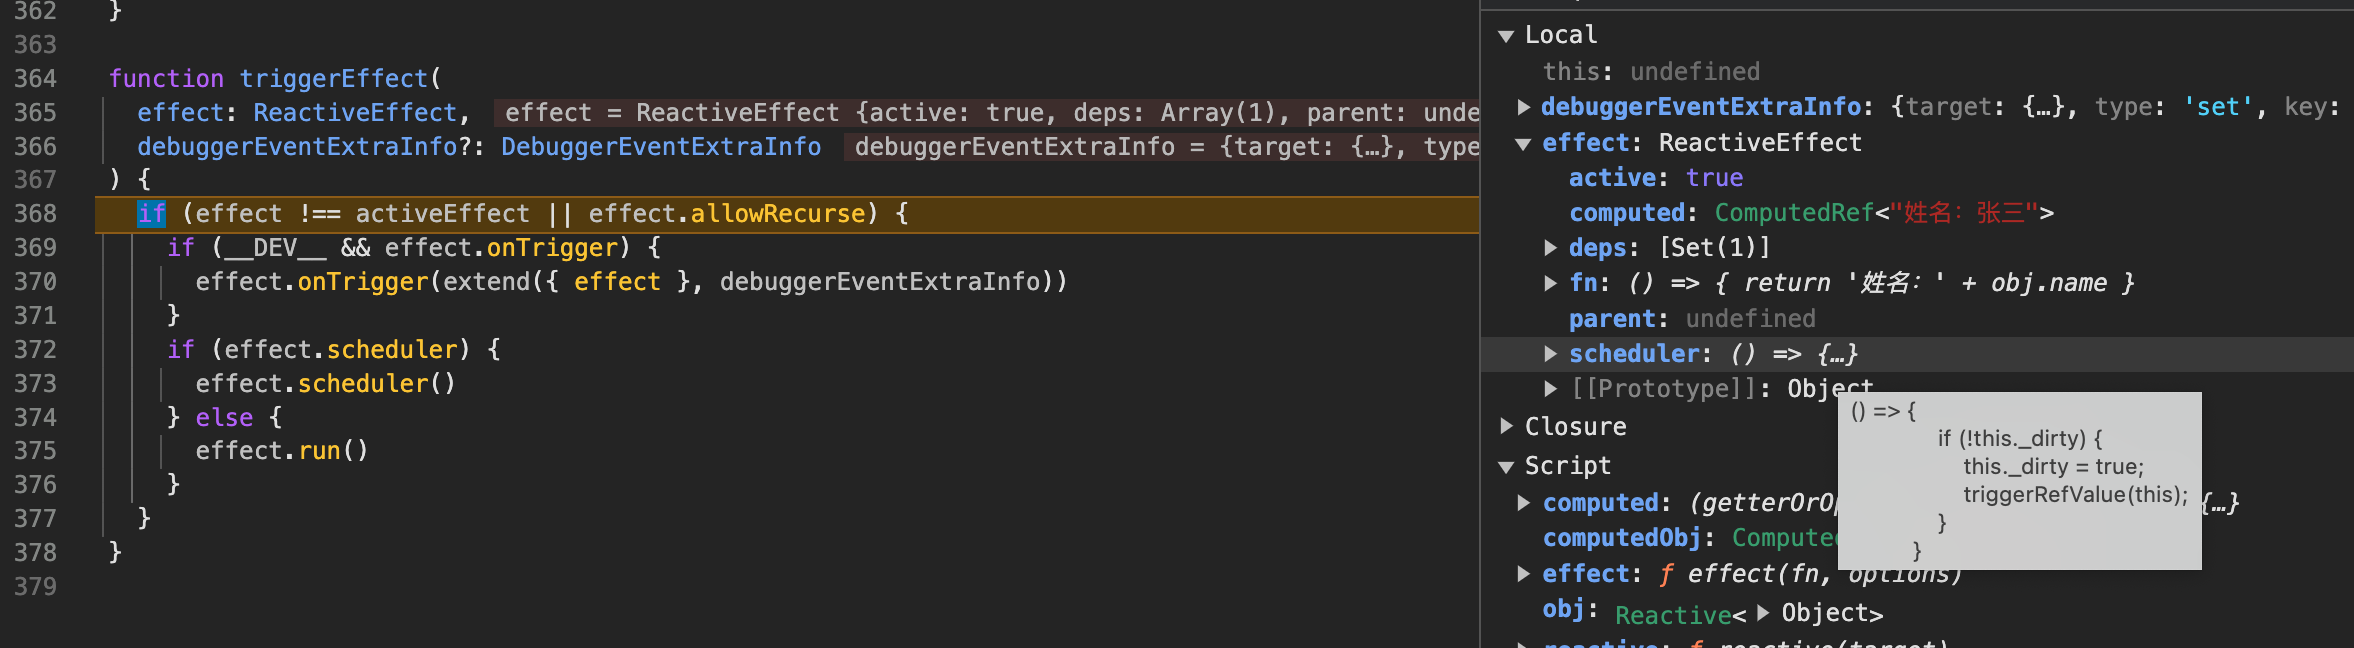 362 }
363
364 function triggerEffect(
365 effect: ReactiveEffect, effect = ReactiveEffect {active: true, deps: Array(1), parent: unde
366 debuggerEventExtraInfo?: DebuggerEventExtraInfo debuggerEventExtraInfo = {target: {…}, type
367 ) {
368 if (effect !== activeEffect || effect.allowRecurse) {
369 if (__DEV__ && effect.onTrigger) {
370 effect.onTrigger(extend({ effect }, debuggerEventExtraInfo))
371 }
372 if (effect.scheduler) {
373 effect.scheduler()
374 } else {
375 effect.run()
376 }
377 }
378 }
379
Local
this: undefined
debuggerEventExtraInfo: {target: {…}, type: 'set', key:
effect: ReactiveEffect
active: true
computed: ComputedRef<"姓名：张三">
deps: [Set(1)]
fn: () => { return '姓名：' + obj.name }
parent: undefined
scheduler: () => {…}
[[Prototype]]: Object
() => {
if (!this._dirty) {
this._dirty = true;
triggerRefValue(this);
}
}
Closure
Script
computed: (getterOrOp {…}
computedObj: Compute
effect: ƒ effect(fn, options)
obj: Reactive<Object>
reactive: ƒ reactive(target)